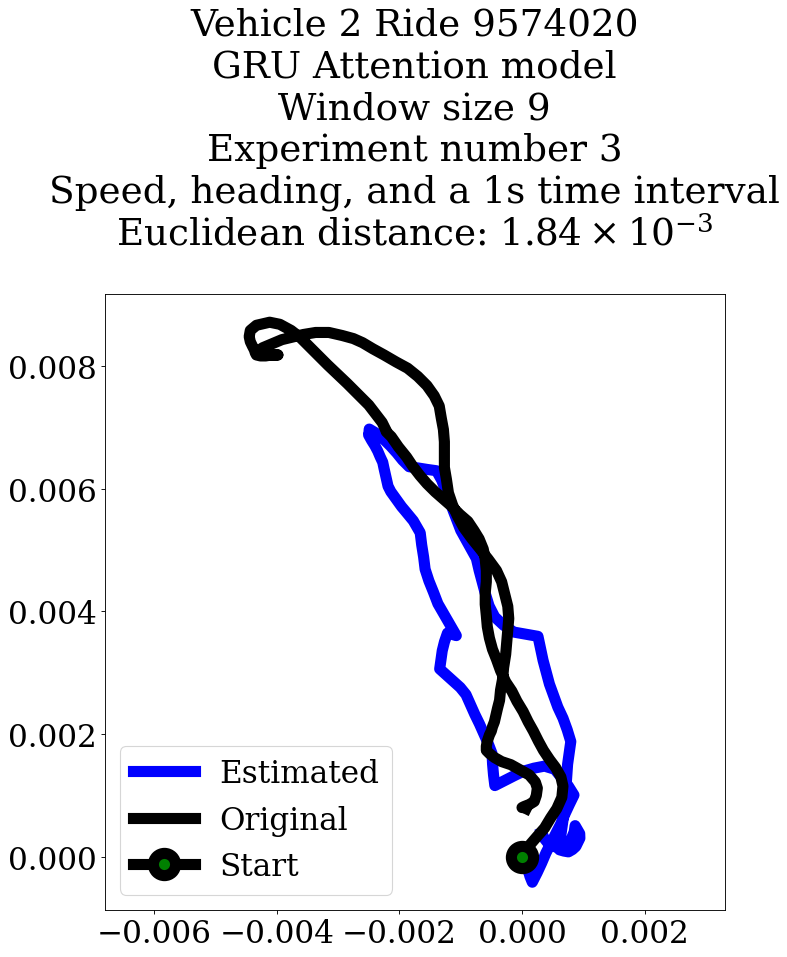 Vehicle 2 Ride 9574020
GRU Attention model
Window size 9
Experiment number 3
Speed, heading, and a 1s time interval
Euclidean distance: 1.84 × 10⁻³
0.008
0.006
0.004
0.002
0.000
Estimated
Original
Start
−0.006 −0.004 −0.002 0.000 0.002